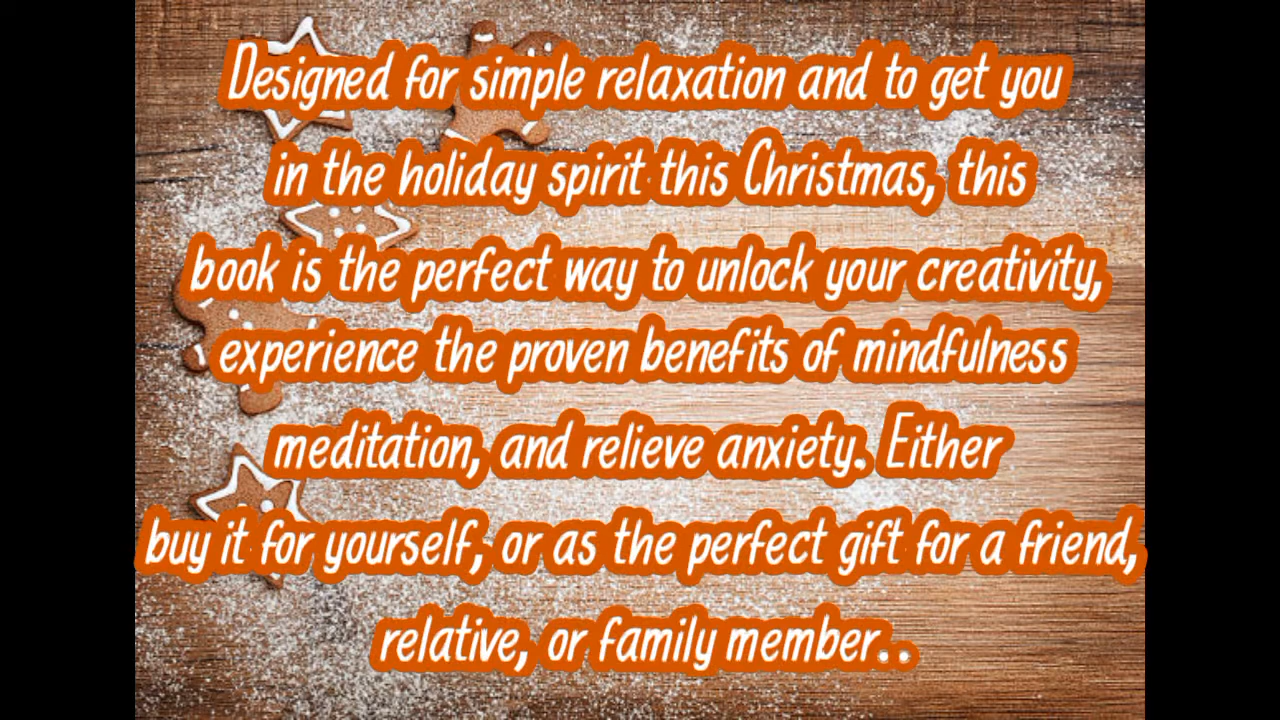 Designed for simple relaxation and to get you
in the holiday spirit this Christmas, this
book is the perfect way to unlock your creativity,
experience the proven benefits of mindfulness
meditation, and relieve anxiety. Either
buy it for yourself, or as the perfect gift for a friend,
relative, or family member..